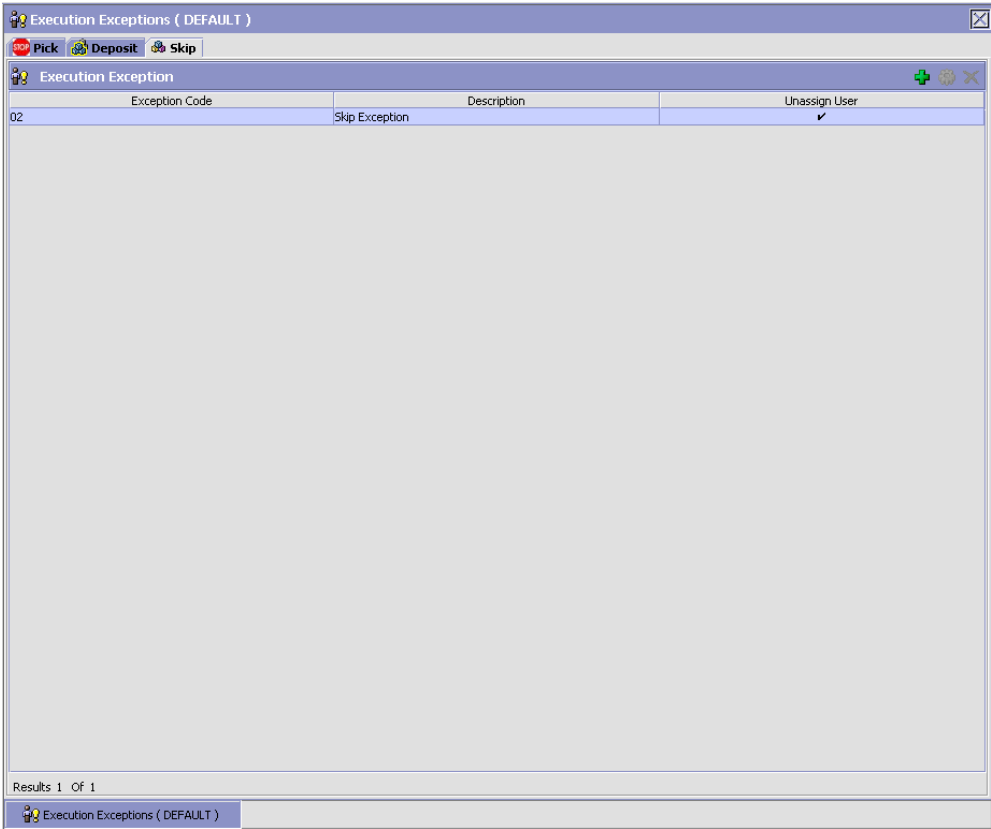 Execution Exceptions ( DEFAULT )
STOP Pick Deposit Skip
Execution Exception
Exception Code Description Unassign User
02 Skip Exception ✔
Results 1 Of 1
Execution Exceptions ( DEFAULT )